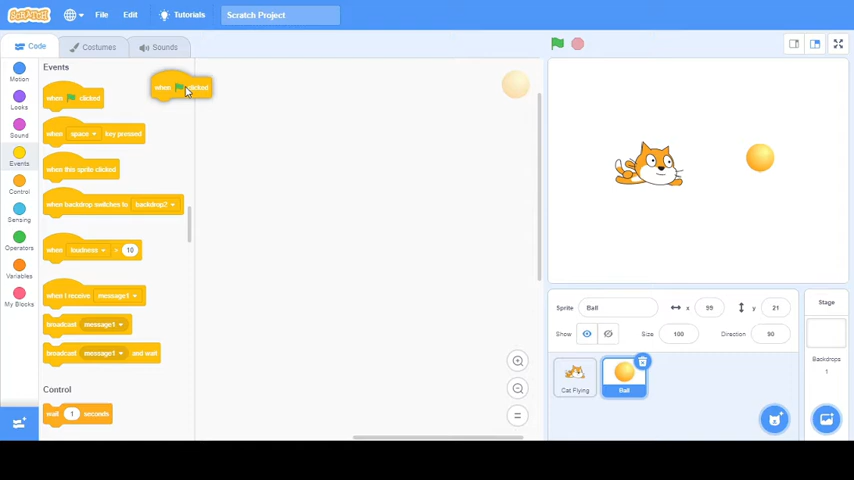 SCRATCH File Edit Tutorials Scratch Project
Code Costumes Sounds
Motion
Looks
Sound
Events
Control
Sensing
Operators
Variables
My Blocks
Events
when clicked
when clicked
when space key pressed
when this sprite clicked
when backdrop switches to backdrop2
when loudness > 10
when I receive message1
broadcast message1
broadcast message1 and wait
Control
wait 1 seconds
Sprite Ball x 99 y 21
Show Size 100 Direction 90
Cat Flying
Ball
Stage
Backdrops
1